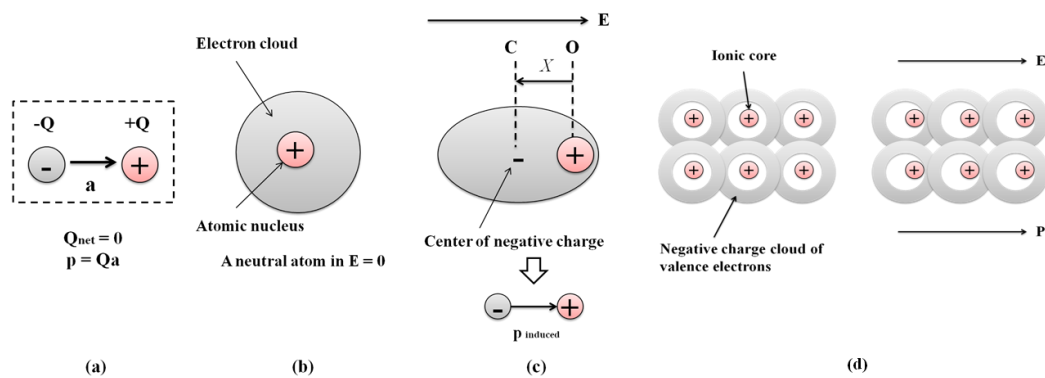 -Q +Q
- +
a
Q net = 0
p = Qa
(a)
Electron cloud
+
Atomic nucleus
A neutral atom in E = 0
(b)
E
C O
X
- +
Center of negative charge
- +
p induced
(c)
Ionic core
E
+ + + + + +
+ + + + + +
P
Negative charge cloud of
valence electrons
(d)